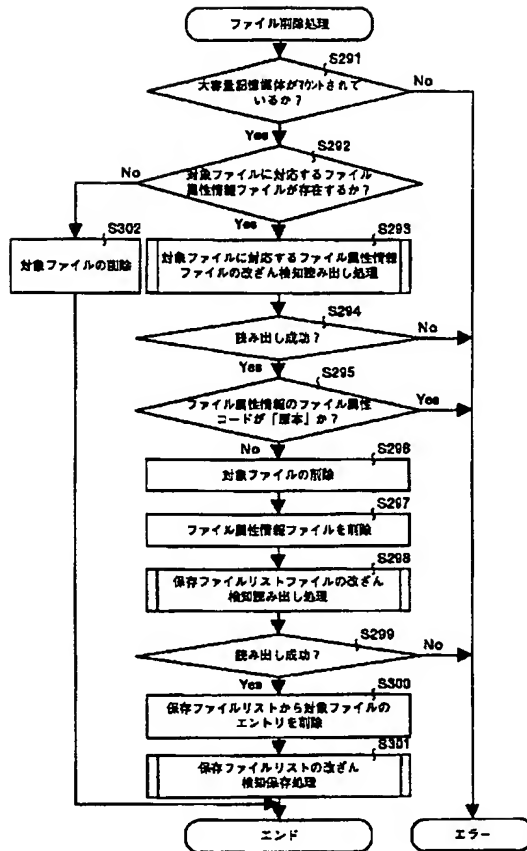 ファイル削除処理
S291
大容量記憶媒体がマウントされて
いるか？
No
Yes
S292
No
対象ファイルに対応するファイル
属性情報ファイルが存在するか？
Yes
S302
対象ファイルの削除
S293
対象ファイルに対応するファイル属性情報
ファイルの改ざん検知読み出し処理
S294
読み出し成功？
No
Yes
S295
ファイル属性情報のファイル属性
コードが「原本」か？
Yes
No
S296
対象ファイルの削除
S297
ファイル属性情報ファイルを削除
S298
保存ファイルリストファイルの改ざん
検知読み出し処理
S299
読み出し成功？
No
Yes
S300
保存ファイルリストから対象ファイルの
エントリを削除
S301
保存ファイルリストの改ざん
検知保存処理
エンド
エラー